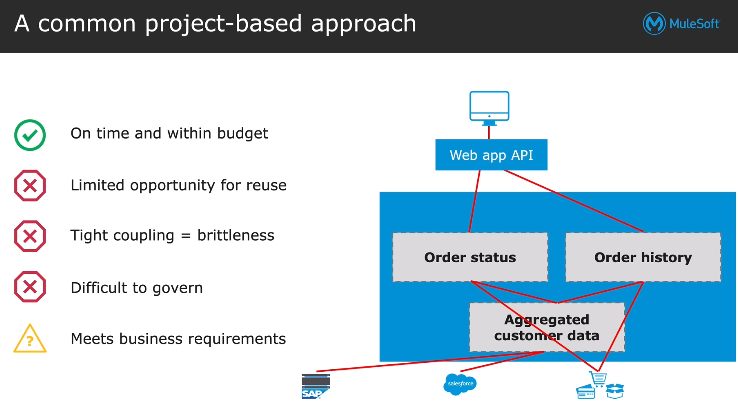 A common project-based approach
MuleSoft
On time and within budget
Limited opportunity for reuse
Tight coupling = brittleness
Difficult to govern
?
Meets business requirements
Web app API
Order status
Order history
Aggregated
customer data
SAP
salesforce